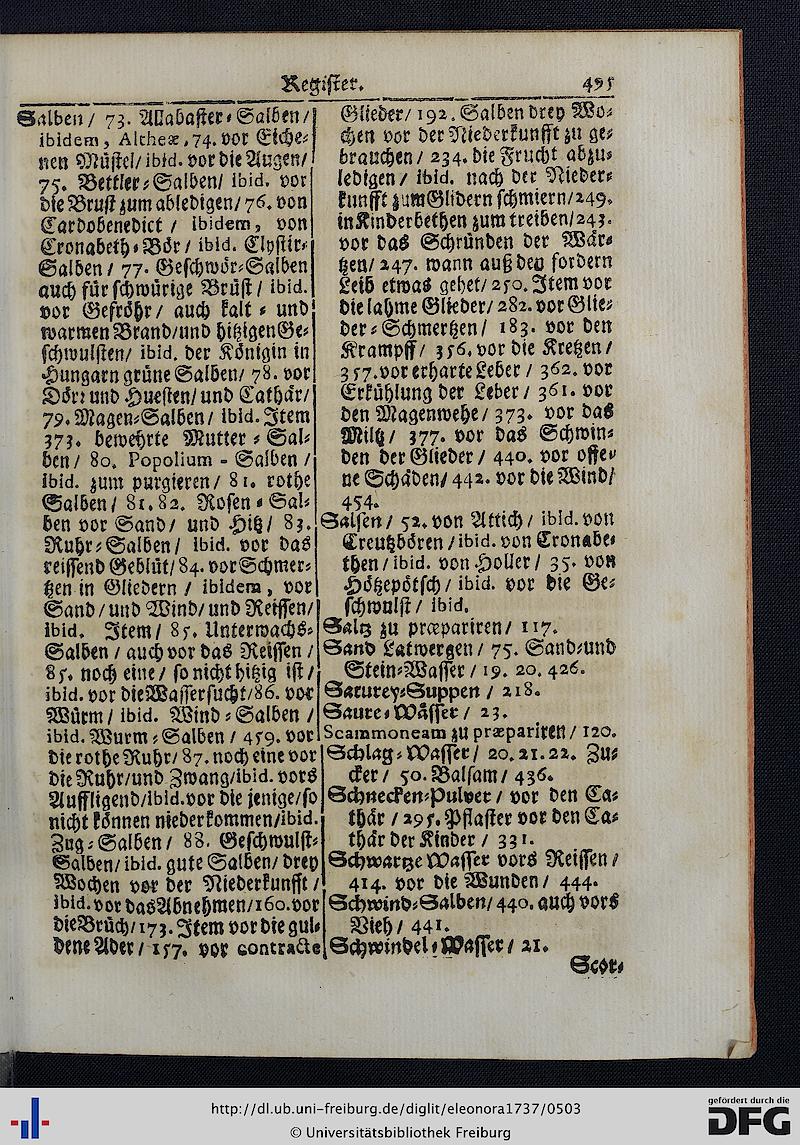 Register. 495
Salben / 73. Allabaster-Salben /
ibidem, Altheæ, 74. vor Eiche-
nen Müstel / ibid. vor die Augen /
75. Bettler-Salben / ibid. vor
die Brust zum abledigen / 76. von
Cardobenedict / ibidem, von
Cronabeth-Bör / ibid. Clystir-
Salben / 77. Geschwör-Salben
auch für schwürige Brüst / ibid.
vor Gefröhr / auch kalt- und
warmen Brand / und hitzigen Ge-
schwulsten / ibid. der Königin in
Hungarn grüne Salben / 78. vor
Dörr und Huesten / und Cathär /
79. Magen-Salben / ibid. Item
373. bewehrte Mutter-Sal-
ben / 80. Popolium-Salben /
ibid. zum purgieren / 81. rothe
Salben / 81. 82. Rosen-Sal-
ben vor Sand / und Hitz / 83.
Ruhr-Salben / ibid. vor das
reissend Geblüt / 84. vor Schmer-
tzen in Gliedern / ibidem, vor
Sand / und Wind / und Reissen /
ibid. Item / 85. Unterwachs-
Salben / auch vor das Reissen /
85. noch eine / so nicht hitzig ist /
ibid. vor die Wassersucht / 86. vor
Würm / ibid. Wind-Salben /
ibid. Wurm-Salben / 459. vor
die rothe Ruhr / 87. noch eine vor
die Ruhr / und Zwang / ibid. vors
Auffligend / ibid. vor die jenige / so
nicht können niederkommen / ibid.
Zug-Salben / 88. Geschwulst-
Salben / ibid. gute Salben / drey
Wochen vor der Niederkunfft /
ibid. vor das Abnehmen / 160. vor
die Brüch / 173. Item vor die gul-
dene Ader / 157. vor contracte
Glieder / 192. Salben drey Wo-
chen vor der Niederkunfft zu ge-
brauchen / 234. die Frucht abzu-
ledigen / ibid. nach der Nieder-
kunfft zum Glidern schmiern / 249.
in Kinderbethen zum treiben / 243.
vor das Schründen der Wär-
tzen / 247. wann auß den fordern
Leib etwas gehet / 250. Item vor
die lahme Glieder / 282. vor Glie-
der-Schmertzen / 183. vor den
Krampff / 356. vor die Kretzen /
357. vor erharte Leber / 362. vor
Erkühlung der Leber / 361. vor
den Magenwehe / 373. vor das
Miltz / 377. vor das Schwin-
den der Glieder / 440. vor offe-
ne Schäden / 442. vor die Wind /
454.
Salsen / 52. von Attich / ibid. von
Creutzbören / ibid. von Cronabe-
then / ibid. von Holler / 35. von
Hötzepötsch / ibid. vor die Ge-
schwulst / ibid.
Saltz zu præpariren / 117.
Sand Latwergen / 75. Sand- und
Stein-Wasser / 19. 20. 426.
Saturey-Suppen / 218.
Saure-Wässer / 23.
Scammoneam zu præpariren / 120.
Schlag-Wasser / 20. 21. 22. Zu-
cker / 50. Balsam / 436.
Schnecken-Pulver / vor den Ca-
thär / 295. Pflaster vor den Ca-
thär der Kinder / 331.
Schwartze Wasser vors Reissen /
414. vor die Wunden / 444.
Schwind-Salben / 440. auch vors
Vieh / 441.
Schwindel-Wasser / 21.
Scor-
http://dl.ub.uni-freiburg.de/diglit/eleonora1737/0503
© Universitätsbibliothek Freiburg
gefördert durch die
DFG